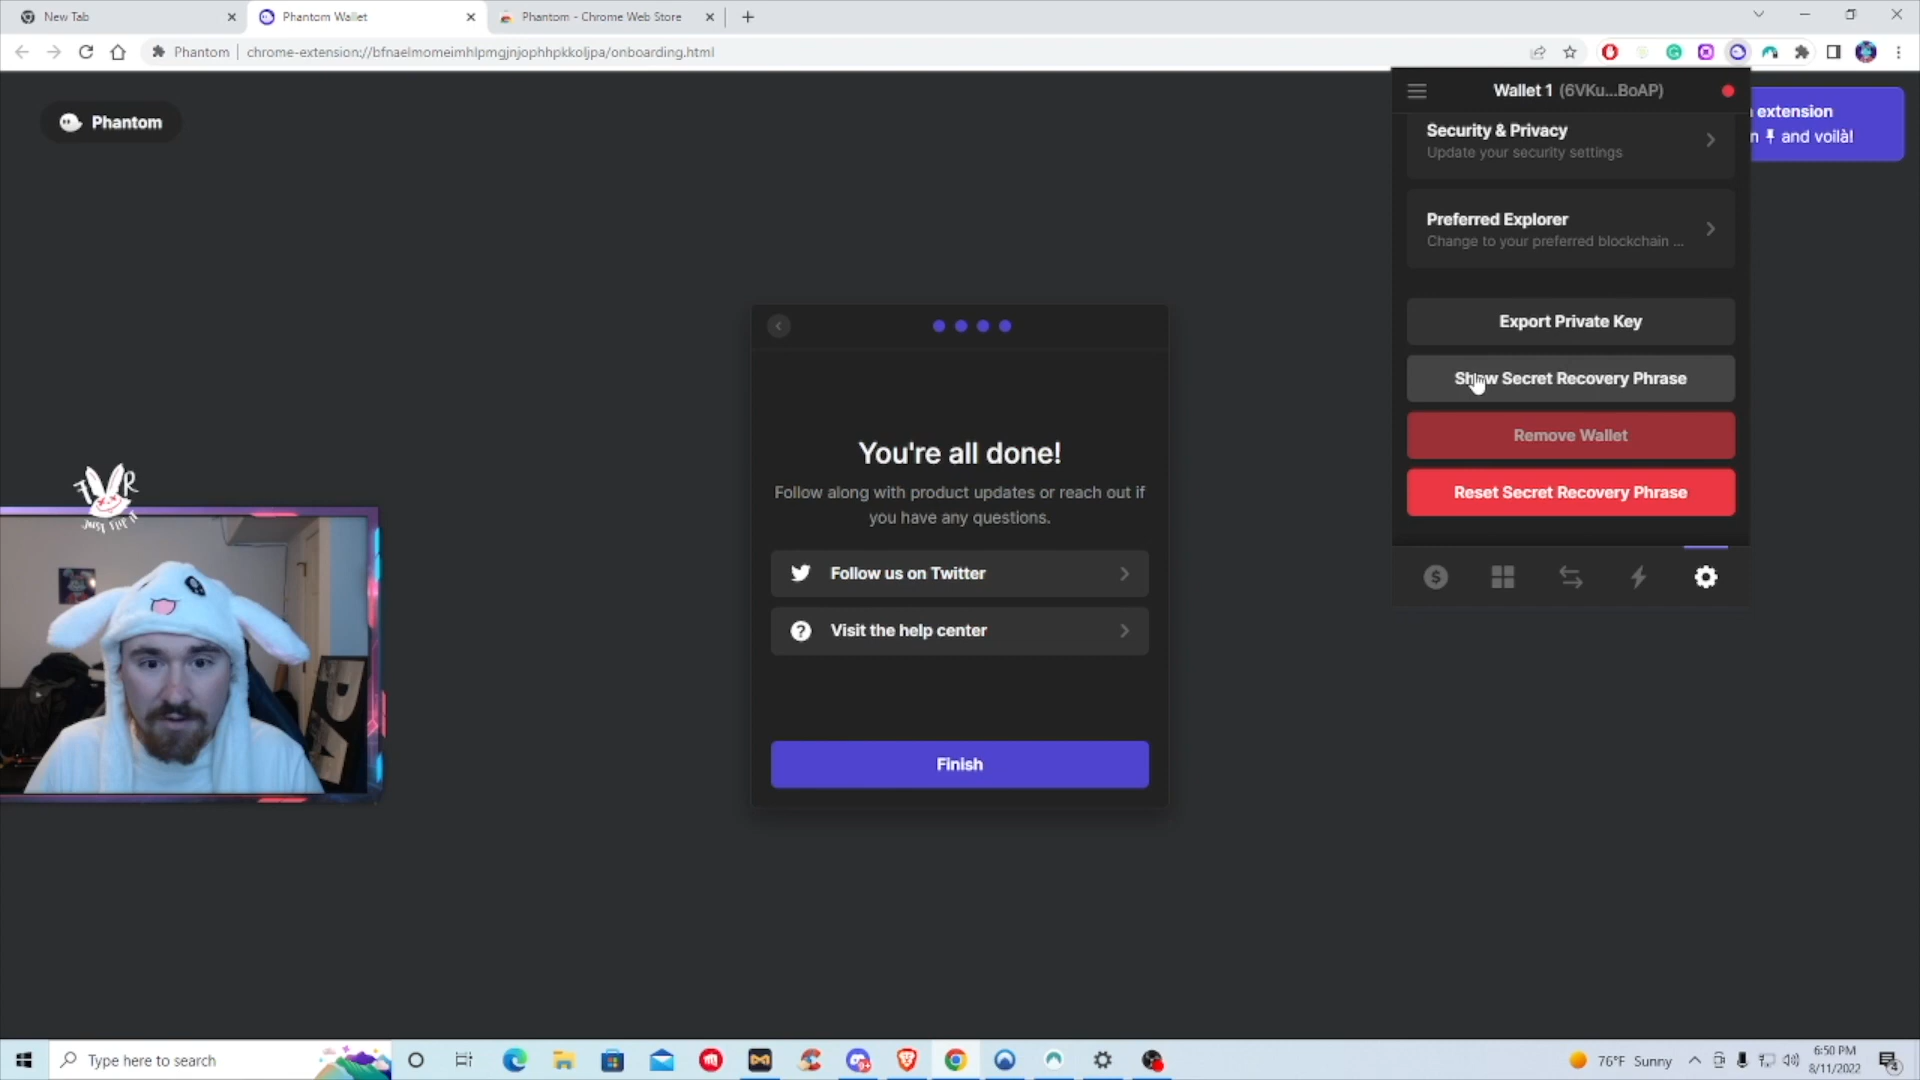 New Tab
Phantom Wallet
Phantom - Chrome Web Store
Phantom
chrome-extension://bfnaelmomeimhlpmgjnjophhpkkoljpa/onboarding.html
Phantom
Wallet 1 (6VKu...BoAP)
extension
and voilà!
Security & Privacy
Update your security settings
Preferred Explorer
Change to your preferred blockchain ...
Export Private Key
Show Secret Recovery Phrase
Remove Wallet
Reset Secret Recovery Phrase
You're all done!
Follow along with product updates or reach out if
you have any questions.
Follow us on Twitter
Visit the help center
Finish
JUST FLIP IT
Type here to search
76°F Sunny
6:50 PM
8/11/2022